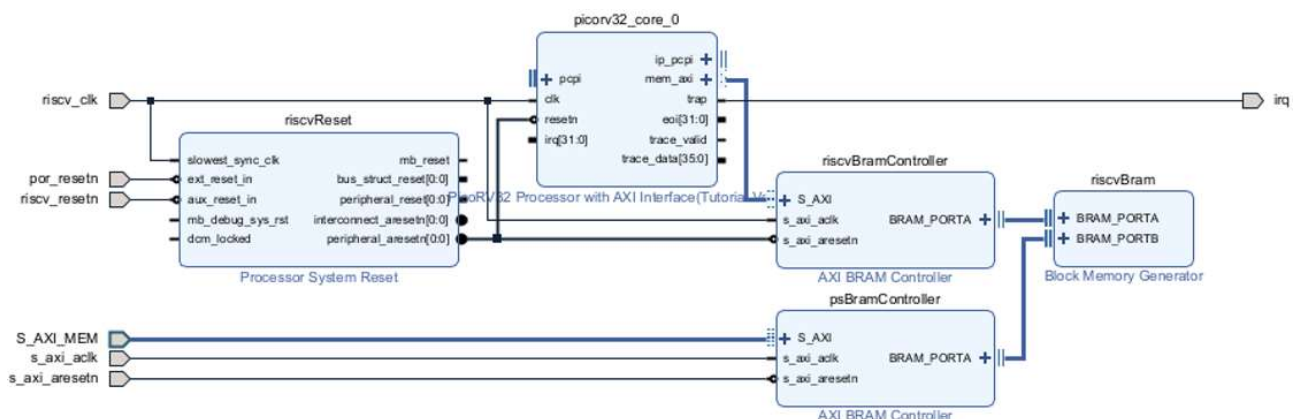 picorv32_core_0
ip_pcpi
pcpi
mem_axi
clk
trap
resetn
eoi[31:0]
irq[31:0]
trace_valid
trace_data[35:0]
PicoRV32 Processor with AXI Interface(Tutorial
riscv_clk
por_resetn
riscv_resetn
irq
riscvReset
slowest_sync_clk
mb_reset
ext_reset_in
bus_struct_reset[0:0]
aux_reset_in
peripheral_reset[0:0]
mb_debug_sys_rst
interconnect_aresetn[0:0]
dcm_locked
peripheral_aresetn[0:0]
Processor System Reset
riscvBramController
S_AXI
s_axi_aclk
BRAM_PORTA
s_axi_aresetn
AXI BRAM Controller
riscvBram
BRAM_PORTA
BRAM_PORTB
Block Memory Generator
S_AXI_MEM
s_axi_aclk
s_axi_aresetn
psBramController
S_AXI
s_axi_aclk
BRAM_PORTA
s_axi_aresetn
AXI BRAM Controller